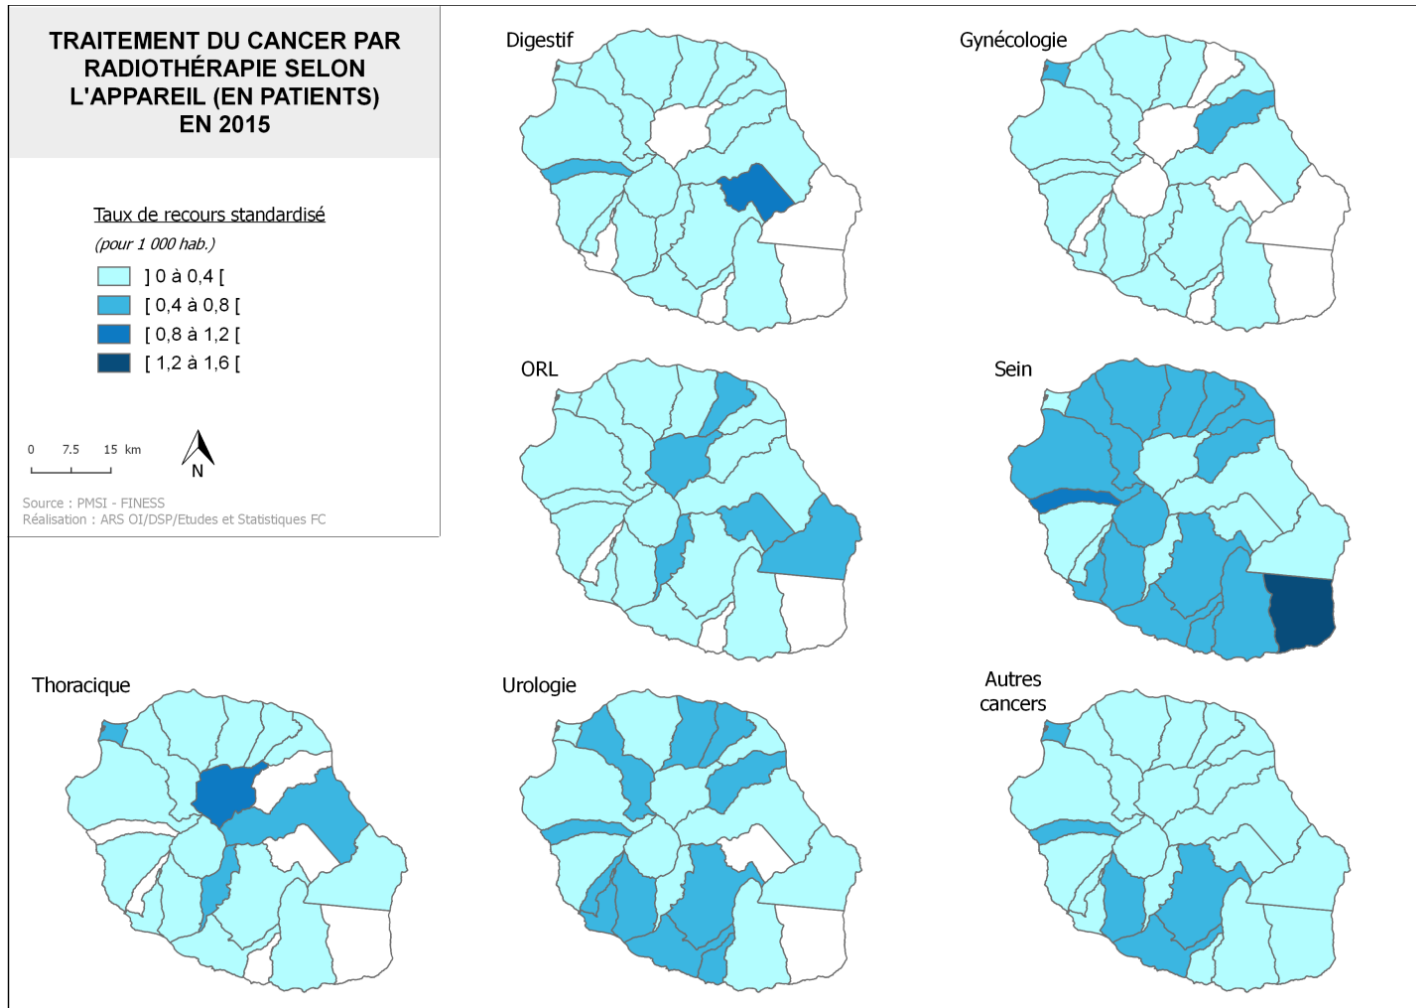 TRAITEMENT DU CANCER PAR
RADIOTHÉRAPIE SELON
L'APPAREIL (EN PATIENTS)
EN 2015
Taux de recours standardisé
(pour 1 000 hab.)
] 0 à 0,4 [
[ 0,4 à 0,8 [
[ 0,8 à 1,2 [
[ 1,2 à 1,6 [
0 7.5 15 km
N
Source : PMSI - FINESS
Réalisation : ARS OI/DSP/Etudes et Statistiques FC
Digestif
Gynécologie
ORL
Sein
Thoracique
Urologie
Autres
cancers